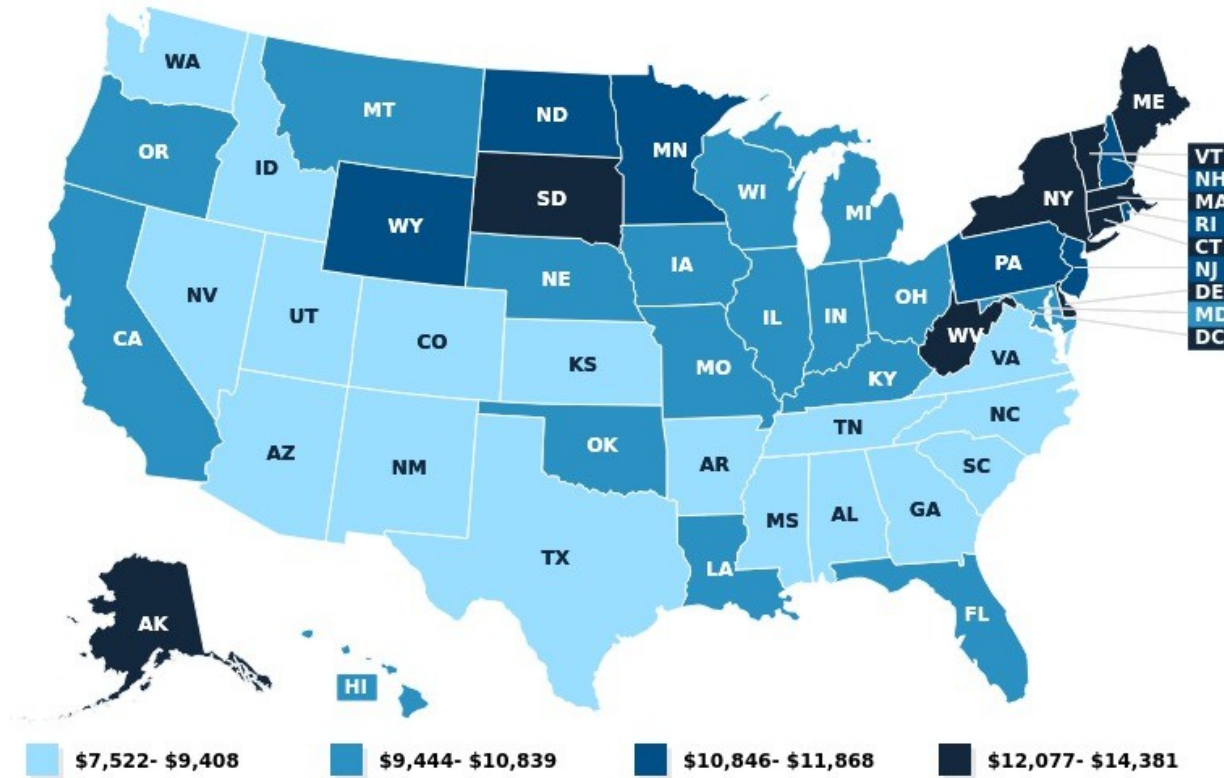 WA
MT
ND
MN
ME
OR
ID
SD
WI
MI
NY
VT
NH
MA
RI
CT
NJ
DE
MD
DC
WY
NE
IA
PA
NV
UT
CO
IL
IN
OH
CA
KS
MO
KY
WV
VA
AZ
NM
OK
AR
TN
NC
SC
MS
AL
GA
TX
LA
FL
AK
HI
$7,522- $9,408
$9,444- $10,839
$10,846- $11,868
$12,077- $14,381